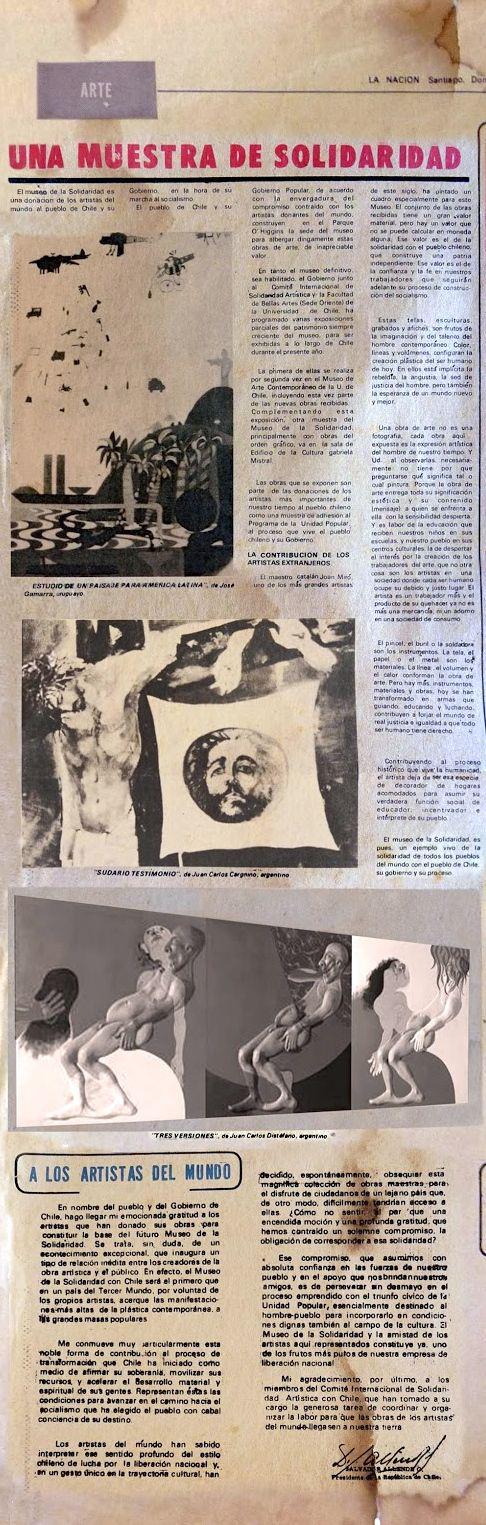 ARTE
LA NACION Santiago, Dom
UNA MUESTRA DE SOLIDARIDAD
El museo de la Solidaridad es
una donacion de los artistas del
mundo al pueblo de Chile y su
Gobierno, en la hora de su
marcha al socialismo.
El pueblo de Chile y su
Gobierno Popular, de acuerdo
con la envergadura del
compromiso contraído con los
artistas donantes del mundo,
construyen en el Parque
O'Higgins la sede del museo
para albergar dignamente estas
obras de arte, de inapreciable
valor.
En tanto el museo definitivo
sea habilitado, el Gobierno junto
al Comité Internacional de
Solidaridad Artística y la Facultad
de Bellas Artes (Sede Oriente) de
la Universidad de Chile, ha
programado varias exposiciones
parciales del patrimonio siempre
creciente del museo, para ser
exhibidas a lo largo de Chile
durante el presente año.
La primera de ellas se realiza
por segunda vez en el Museo de
Arte Contemporáneo de la U. de
Chile, incluyendo esta vez parte
de las nuevas obras recibidas.
Complementando esta
exposición, otra muestra del
Museo de la Solidaridad,
principalmente con obras del
orden gráfico, va en la sala de
Edificio de la Cultura gabriela
Mistral.
Las obras que se exponen son
parte de las donaciones de los
artistas más importantes de
nuestro tiempo al pueblo chileno
como una muestra de adhesión al
Programa de la Unidad Popular,
al proceso que vive el pueblo
chileno y su Gobierno.
LA CONTRIBUCION DE LOS
ARTISTAS EXTRANJEROS
El maestro catalán Joan Miró,
uno de los más grandes artistas
de este siglo, ha pintado un
cuadro especialmente para este
Museo. El conjunto de las obras
recibidas tiene un gran valor
material, pero hay un valor que
no se puede calcular en moneda
alguna. Ese valor es el de la
solidaridad con el pueblo chileno,
que construye una patria
independiente. Ese valor es el de
la confianza y la fe en nuestros
trabajadores que seguirán
adelante su proceso de construc-
ción del socialismo.
Estas telas, esculturas,
grabados y afiches, son frutos de
la imaginación y del talento del
hombre contemporáneo. Color,
líneas y volúmenes, configuran la
creación plástica del ser humano
de hoy. En ellos está implícita la
rebeldía, la angustia, la sed de
justicia del hombre, pero también
la esperanza de un mundo nuevo
y mejor.
Una obra de arte no es una
fotografía, cada obra aquí
expuesta es la expresión artística
del hombre de nuestro tiempo. Y
Ud. al observarlas, necesaria-
mente no tiene por que
preguntarse qué significa tal o
cual pintura. Porque la obra de
arte entrega toda su significación
estética y su contenido
(mensaje) a quien se enfrenta a
ella con la sensibilidad despierta.
Y es labor de la educación que
reciben nuestros niños en sus
escuelas, y nuestro pueblo en sus
centros culturales, la de despertar
el interés por la creación de los
trabajadores del arte, que no otra
cosa son los artistas en una
sociedad donde cada ser humano
ocupe su debido y justo lugar. El
artista es un trabajador más y el
producto de su quehacer ya no es
más una mercancía, ni un adorno
en una sociedad de consumo.
El pincel, el buril o la soldadora
son los instrumentos. La tela, el
papel o el metal son los
materiales. La línea, el volumen y
el calor conforman la obra de
arte. Pero hay más, instrumentos,
materiales y obras, hoy se han
transformado en armas que
guiando, educando y luchando,
contribuyen a forjar el mundo de
real justicia e igualdad a que todo
ser humano tiene derecho.
Contribuyendo al proceso
histórico que vive la humanidad,
el artista deja de ser esa especie
de decorador de hogares
acomodados para asumir su
verdadera función social de
educador, incentivador e
intérprete de su pueblo.
El museo de la Solidaridad, es
pues, un ejemplo vivo de la
solidaridad de todos los pueblos
del mundo con el pueblo de Chile,
su gobierno y su proceso.
ESTUDIO DE UN PAISAJE PARA AMERICA LATINA", de José
Gamarra, uruguayo.
"SUDARIO TESTIMONIO", de Juan Carlos Cargnino, argentino.
"TRES VERSIONES", de Juan Carlos Distéfano, argentino
A LOS ARTISTAS DEL MUNDO
En nombre del pueblo y del Gobierno de
Chile, hago llegar mi emocionada gratitud a los
artistas que han donado sus obras para
constituir la base del futuro Museo de la
Solidaridad. Se trata, sin duda, de un
acontecimiento excepcional, que inaugura un
tipo de relación inédita entre los creadores de la
obra artística y el público. En efecto, el Museo
de la Solidaridad con Chile será el primero que
en un país del Tercer Mundo, por voluntad de
los propios artistas, acerque las manifestacio-
nes más altas de la plástica contemporánea, a
las grandes masas populares
Me conmueve muy particularmente esta
noble forma de contribución al proceso de
transformación que Chile ha iniciado como
medio de afirmar su soberanía, movilizar sus
recursos, y acelerar el desarrollo material y
espiritual de sus gentes. Representan éstas las
condiciones para avanzar en el camino hacia el
socialismo que ha elegido el pueblo con cabal
conciencia de su destino.
Los artistas del mundo han sabido
interpretar ese sentido profundo del estilo
chileno de lucha por la liberación nacional y,
en un gesto único en la trayectoria cultural, han
decidido, espontáneamente, obsequiar esta
magnífica colección de obras maestras, para
el disfrute de ciudadanos de un lejano país que,
de otro modo, difícilmente tendrían acceso a
ellas. ¿Cómo no sentir, al par que una
encendida moción y una profunda gratitud, que
hemos contraído un solemne compromiso, la
obligación de corresponder a esa solidaridad?
Ese compromiso, que asumimos con
absoluta confianza en las fuerzas de nuestro
pueblo y en el apoyo que nos brindan nuestros
amigos, es de perseverar sin desmayo en el
proceso emprendido con el triunfo cívico de la
Unidad Popular, esencialmente destinado al
hombre-pueblo para incorporarlo en condicio-
nes dignas también al campo de la cultura. El
Museo de la Solidaridad y la amistad de los
artistas aquí representados constituye ya, uno
de los frutos más pulos de nuestra empresa de
liberación nacional.
Mi agradecimiento, por último, a los
miembros del Comité Internacional de Solidari-
dad Artística con Chile, que han tomado a su
cargo la generosa tarea de coordinar y orga-
nizar la labor para que las obras de los artistas
del mundo llegasen a nuestra tierra
SALVADOR ALLENDE G.
Presidente de la República de Chile.